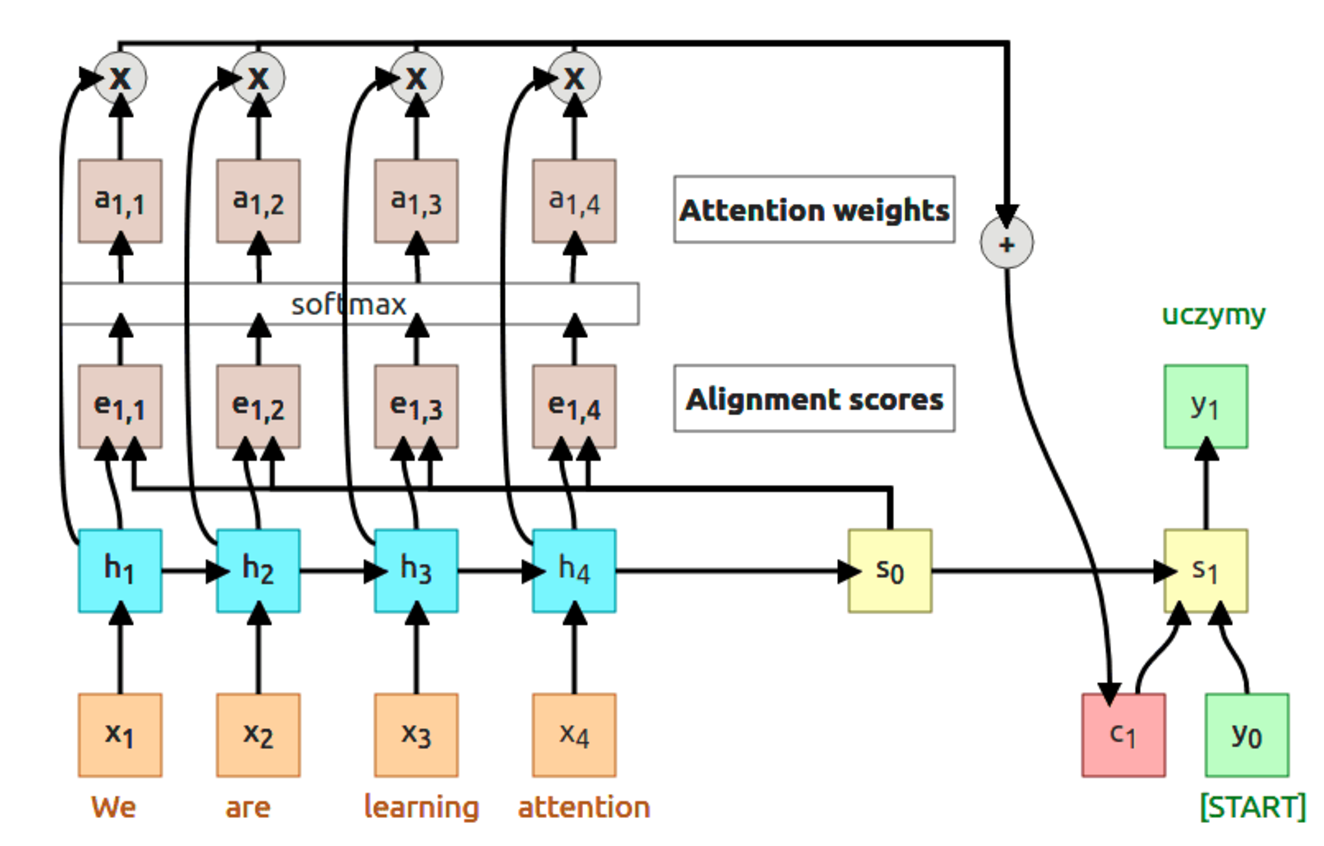 x x x x
a1,1 a1,2 a1,3 a1,4 Attention weights
+
softmax
uczymy
e1,1 e1,2 e1,3 e1,4 Alignment scores y1
h1 h2 h3 h4 s0 s1
x1 x2 x3 x4 c1 y0
We are learning attention [START]